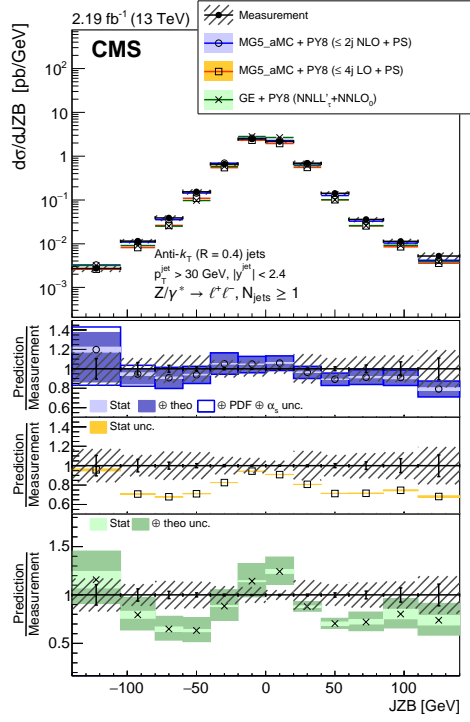 2.19 fb⁻¹ (13 TeV)
CMS
Measurement
MG5_aMC + PY8 (≤ 2j NLO + PS)
MG5_aMC + PY8 (≤ 4j LO + PS)
GE + PY8 (NNLL'τ+NNLO₀)
dσ/dJZB [pb/GeV]
10²
10
1
10⁻¹
10⁻²
10⁻³
Anti-k_T (R = 0.4) jets
p_T^jet > 30 GeV, |y^jet| < 2.4
Z/γ* → ℓ⁺ℓ⁻, N_jets ≥ 1
Prediction
Measurement
1.4
1.2
1
0.8
0.6
Stat ⊕ theo ⊕ PDF ⊕ α_s unc.
Prediction
Measurement
1.4
1.2
1
0.8
0.6
Stat unc.
Prediction
Measurement
1.5
1
0.5
Stat ⊕ theo unc.
−100 −50 0 50 100
JZB [GeV]